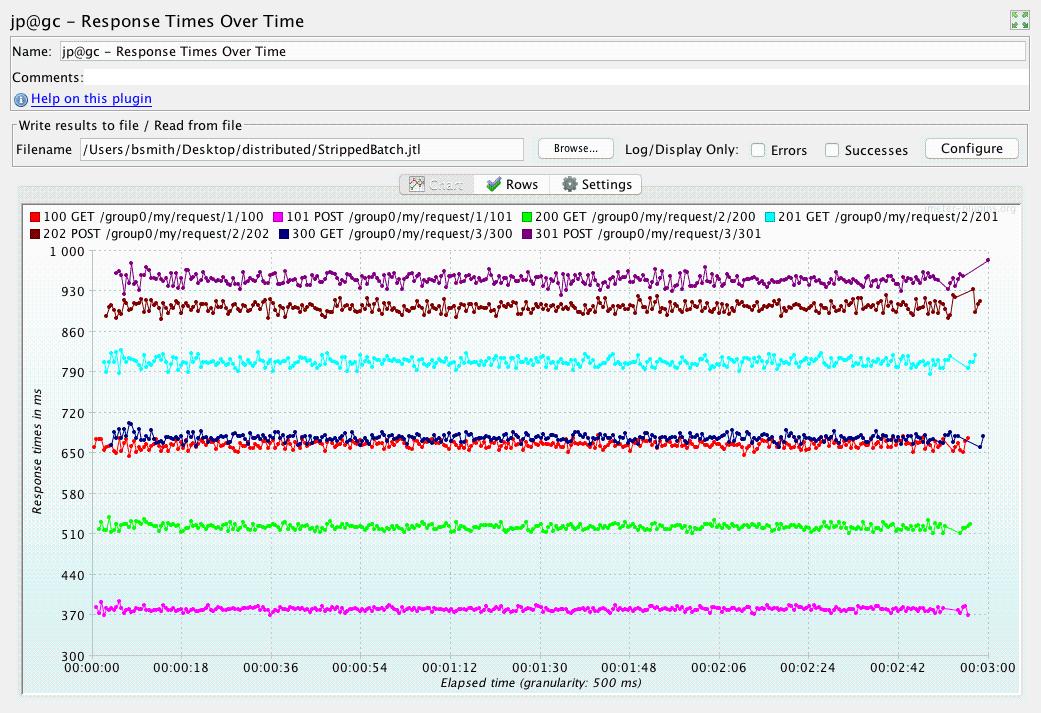 jp@gc – Response Times Over Time
Name: jp@gc – Response Times Over Time
Comments:
Help on this plugin
Write results to file / Read from file
Filename /Users/bsmith/Desktop/distributed/StrippedBatch.jtl Browse... Log/Display Only: Errors Successes Configure
Chart Rows Settings
jmeter-plugins.org
100 GET /group0/my/request/1/100 101 POST /group0/my/request/1/101 200 GET /group0/my/request/2/200 201 GET /group0/my/request/2/201
202 POST /group0/my/request/2/202 300 GET /group0/my/request/3/300 301 POST /group0/my/request/3/301
1 000
930
860
790
720
650
580
510
440
370
300
Response times in ms
00:00:00 00:00:18 00:00:36 00:00:54 00:01:12 00:01:30 00:01:48 00:02:06 00:02:24 00:02:42 00:03:00
Elapsed time (granularity: 500 ms)